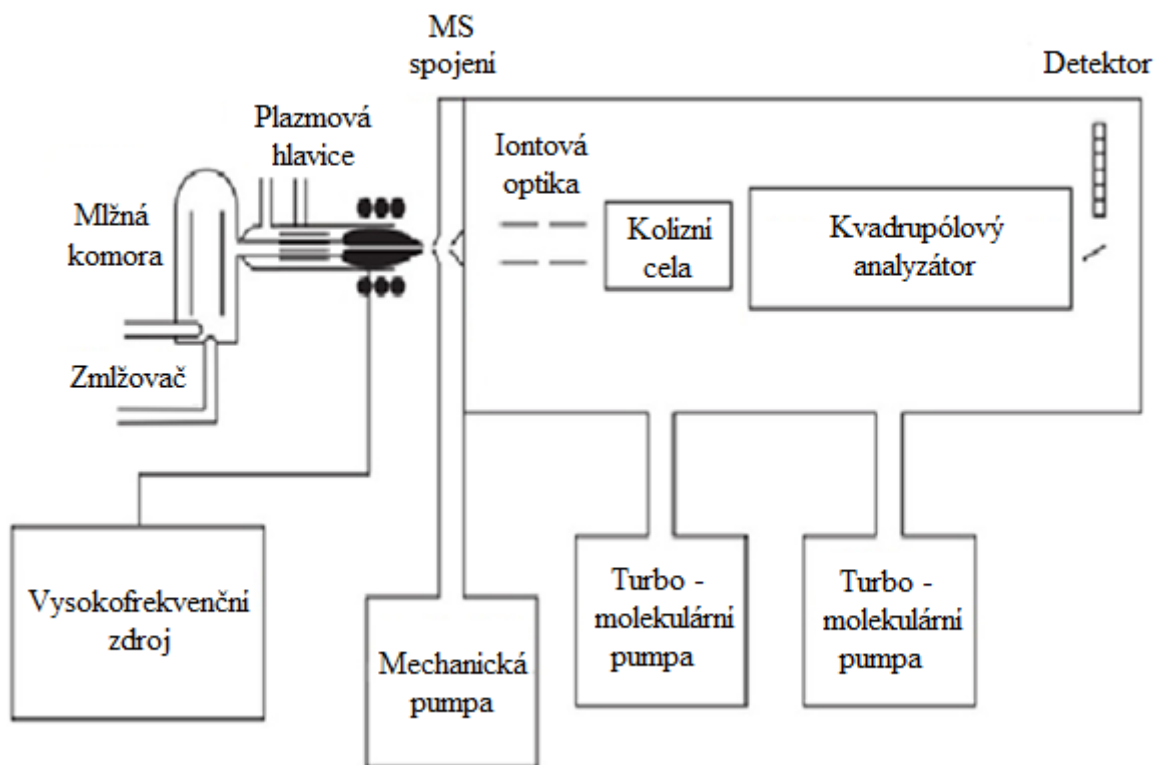 MS
spojení
Detektor
Plazmová
hlavice
Iontová
optika
Mlžná
komora
Kolizní
cela
Kvadrupólový
analyzátor
Zmlžovač
Vysokofrekvenční
zdroj
Mechanická
pumpa
Turbo -
molekulární
pumpa
Turbo -
molekulární
pumpa